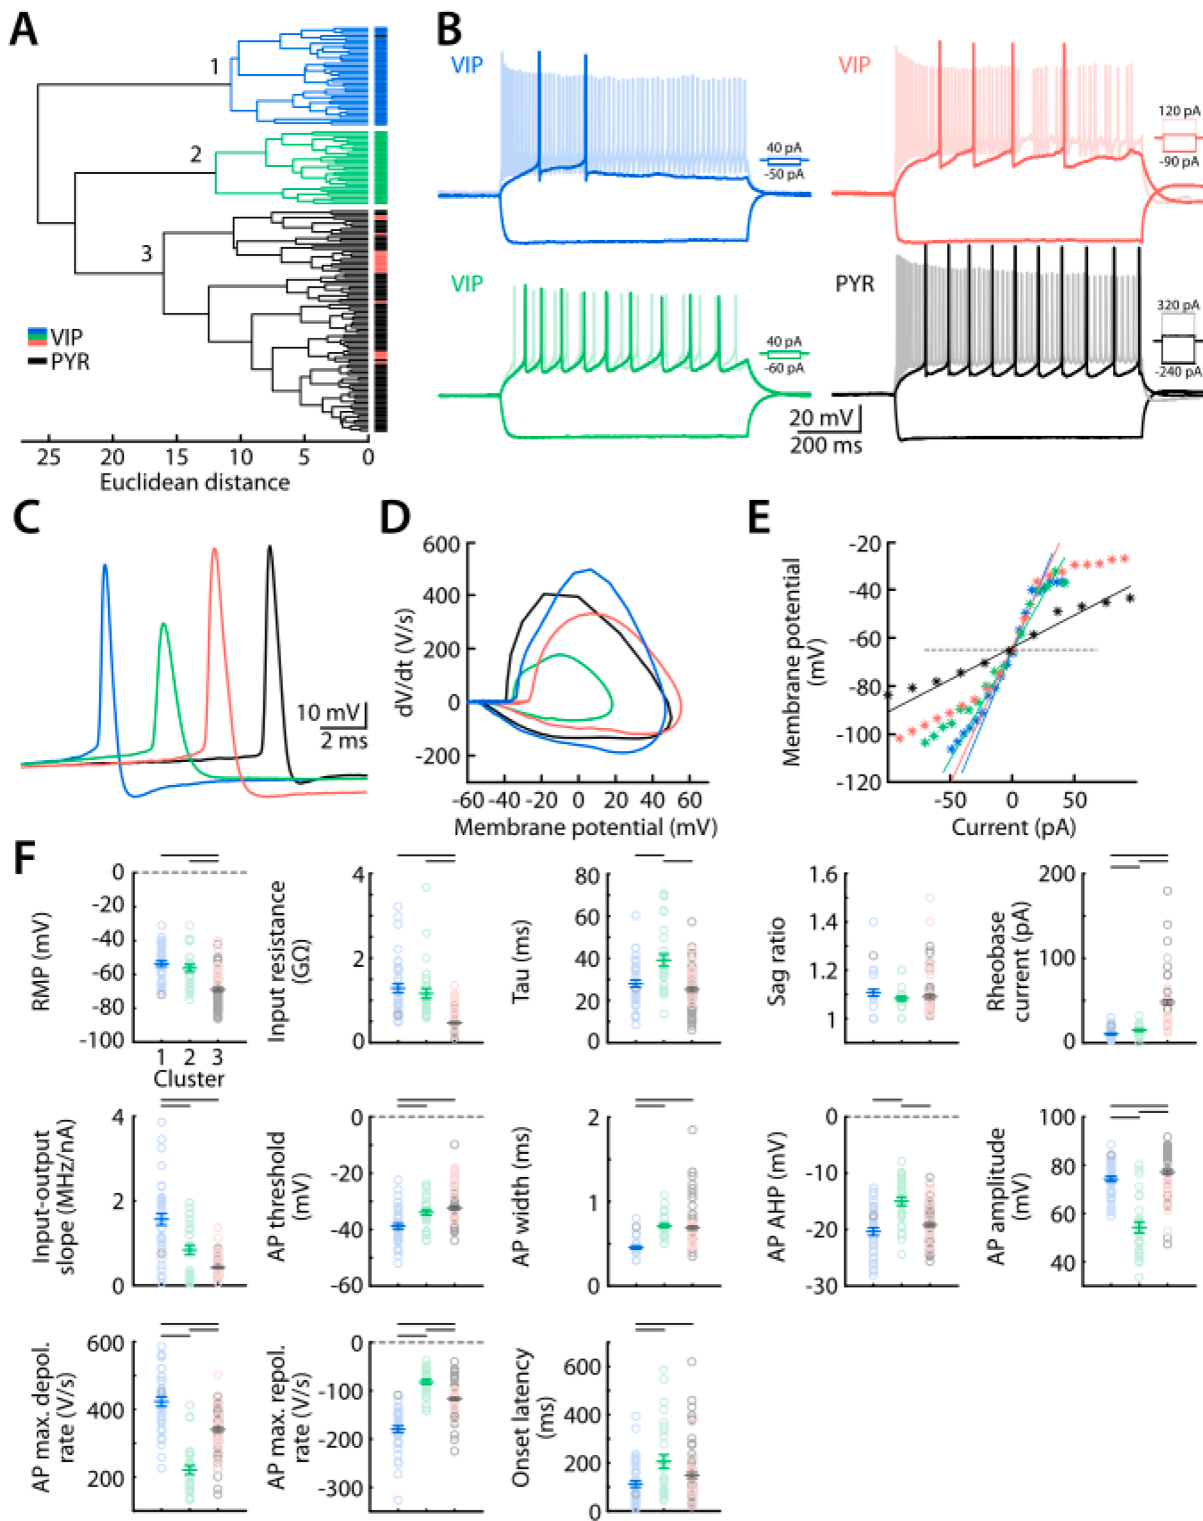 A
1
2
3
VIP
PYR
25 20 15 10 5 0
Euclidean distance
B
VIP
40 pA
-50 pA
VIP
120 pA
-90 pA
VIP
40 pA
-60 pA
PYR
320 pA
-240 pA
20 mV
200 ms
C
10 mV
2 ms
D
600
400
200
0
-200
dV/dt (V/s)
-60 -40 -20 0 20 40 60
Membrane potential (mV)
E
-20
-40
-60
-80
-100
-120
Membrane potential
(mV)
-50 0 50
Current (pA)
F
RMP (mV)
0
-20
-40
-60
-80
-100
1 2 3
Cluster
Input resistance
(GΩ)
4
2
0
Tau (ms)
80
60
40
20
0
Sag ratio
1.6
1.4
1.2
1
Rheobase
current (pA)
200
100
0
Input-output
slope (MHz/nA)
4
2
0
AP threshold
(mV)
0
-20
-40
-60
AP width (ms)
2
1
0
AP AHP (mV)
0
-10
-20
-30
AP amplitude
(mV)
100
80
60
40
AP max. depol.
rate (V/s)
600
400
200
AP max. repol.
rate (V/s)
0
-100
-200
-300
Onset latency
(ms)
600
400
200
0